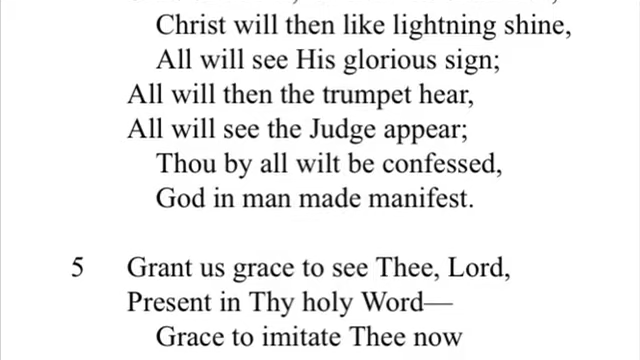 Christ will then like lightning shine,
All will see His glorious sign;
All will then the trumpet hear,
All will see the Judge appear;
Thou by all wilt be confessed,
God in man made manifest.
5 Grant us grace to see Thee, Lord,
Present in Thy holy Word—
Grace to imitate Thee now